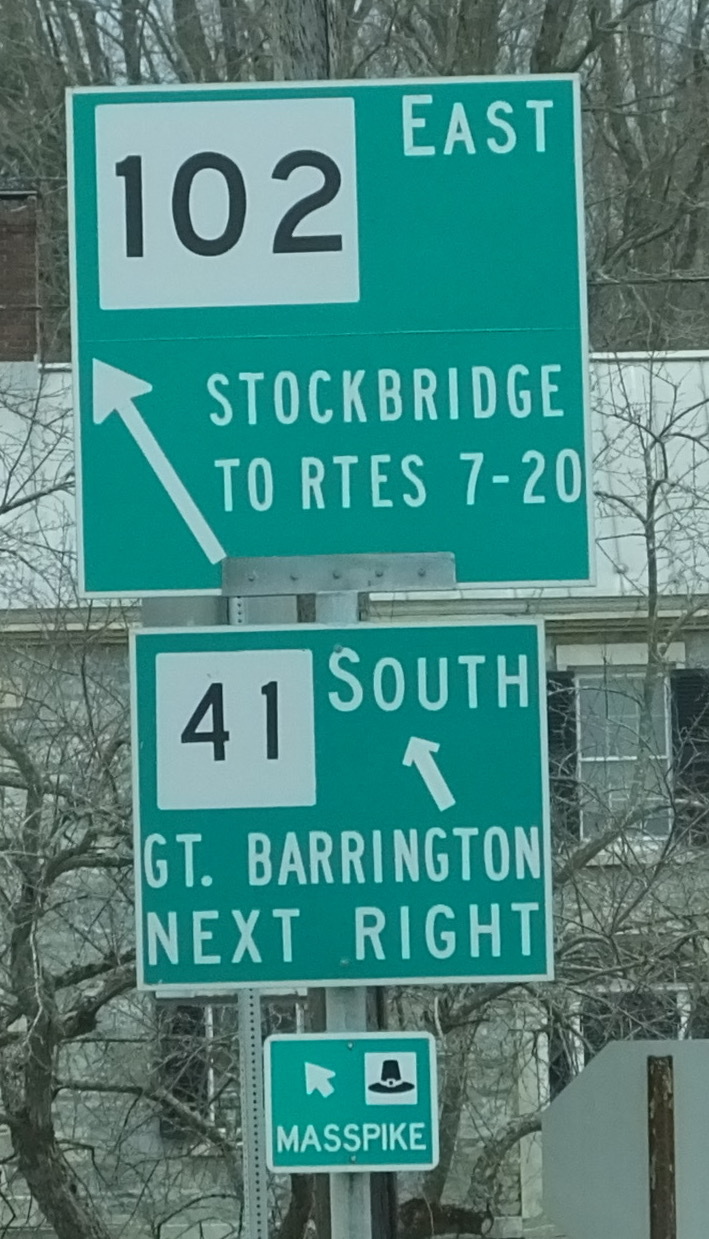 102 EAST
STOCKBRIDGE
TO RTES 7-20
41 SOUTH
GT. BARRINGTON
NEXT RIGHT
MASSPIKE